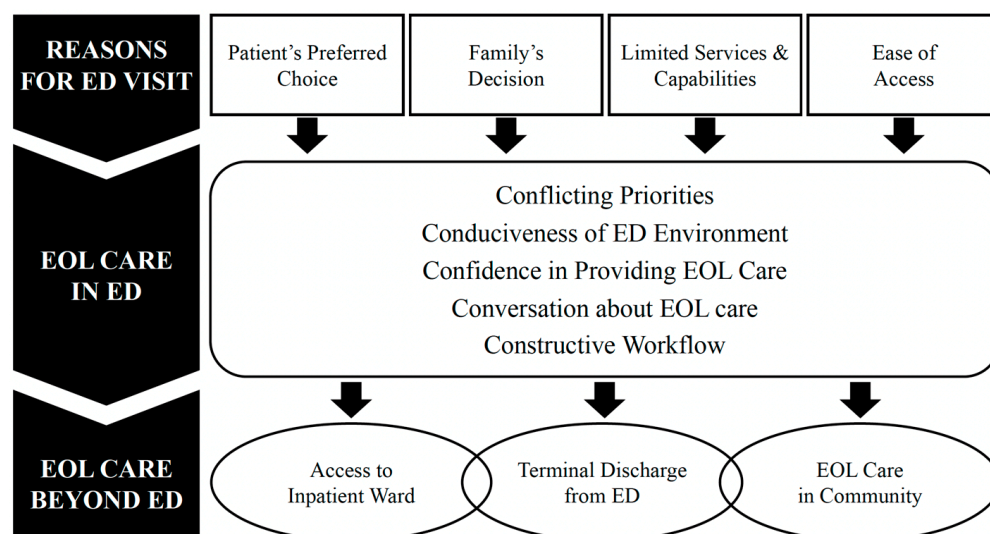 REASONS
FOR ED VISIT
Patient's Preferred
Choice
Family's
Decision
Limited Services &
Capabilities
Ease of
Access
EOL CARE
IN ED
Conflicting Priorities
Conduciveness of ED Environment
Confidence in Providing EOL Care
Conversation about EOL care
Constructive Workflow
EOL CARE
BEYOND ED
Access to
Inpatient Ward
Terminal Discharge
from ED
EOL Care
in Community